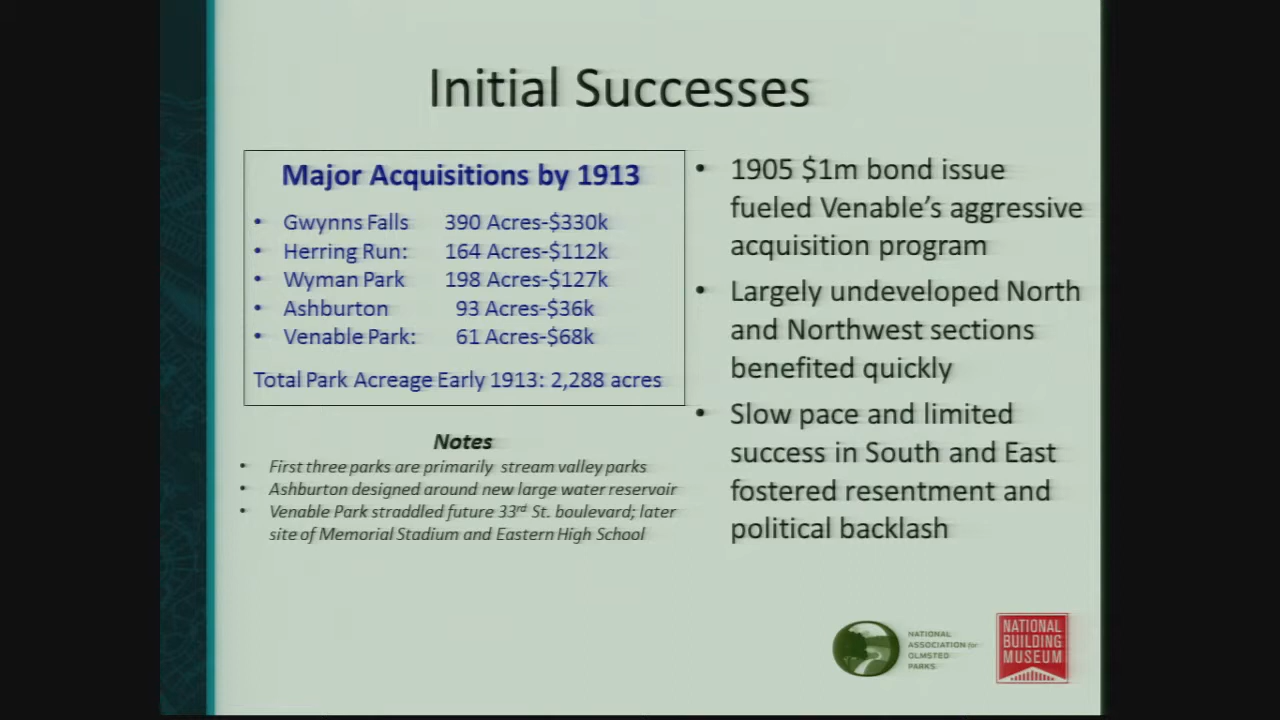 Initial Successes
Major Acquisitions by 1913
• Gwynns Falls 390 Acres-$330k
• Herring Run: 164 Acres-$112k
• Wyman Park 198 Acres-$127k
• Ashburton 93 Acres-$36k
• Venable Park: 61 Acres-$68k
Total Park Acreage Early 1913: 2,288 acres
Notes
• First three parks are primarily stream valley parks
• Ashburton designed around new large water reservoir
• Venable Park straddled future 33rd St. boulevard; later
site of Memorial Stadium and Eastern High School
• 1905 $1m bond issue
fueled Venable's aggressive
acquisition program
• Largely undeveloped North
and Northwest sections
benefited quickly
• Slow pace and limited
success in South and East
fostered resentment and
political backlash
NATIONAL
ASSOCIATION for
OLMSTED
PARKS
NATIONAL
BUILDING
MUSEUM